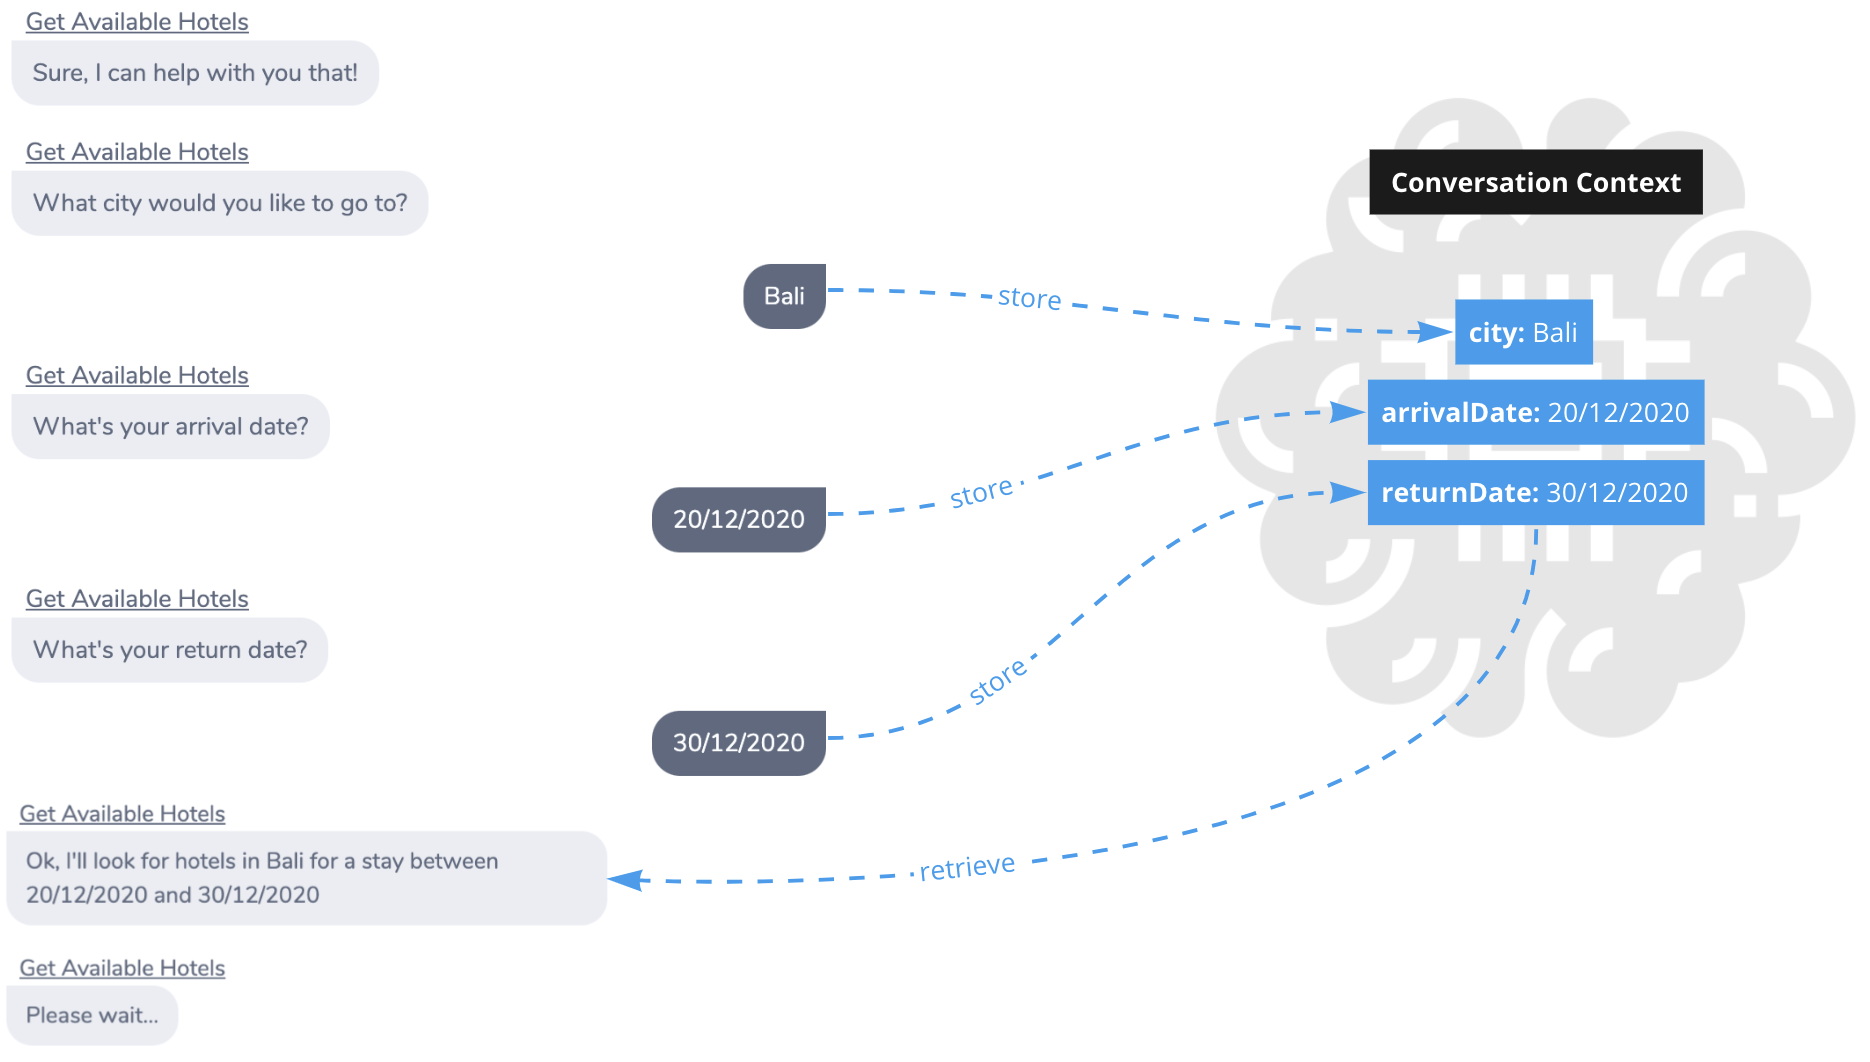 Get Available Hotels
Sure, I can help with you that!
Get Available Hotels
What city would you like to go to?
Conversation Context
Bali
store
city: Bali
Get Available Hotels
What's your arrival date?
arrivalDate: 20/12/2020
store
20/12/2020
returnDate: 30/12/2020
Get Available Hotels
What's your return date?
store
30/12/2020
Get Available Hotels
Ok, I'll look for hotels in Bali for a stay between
20/12/2020 and 30/12/2020
retrieve
Get Available Hotels
Please wait...